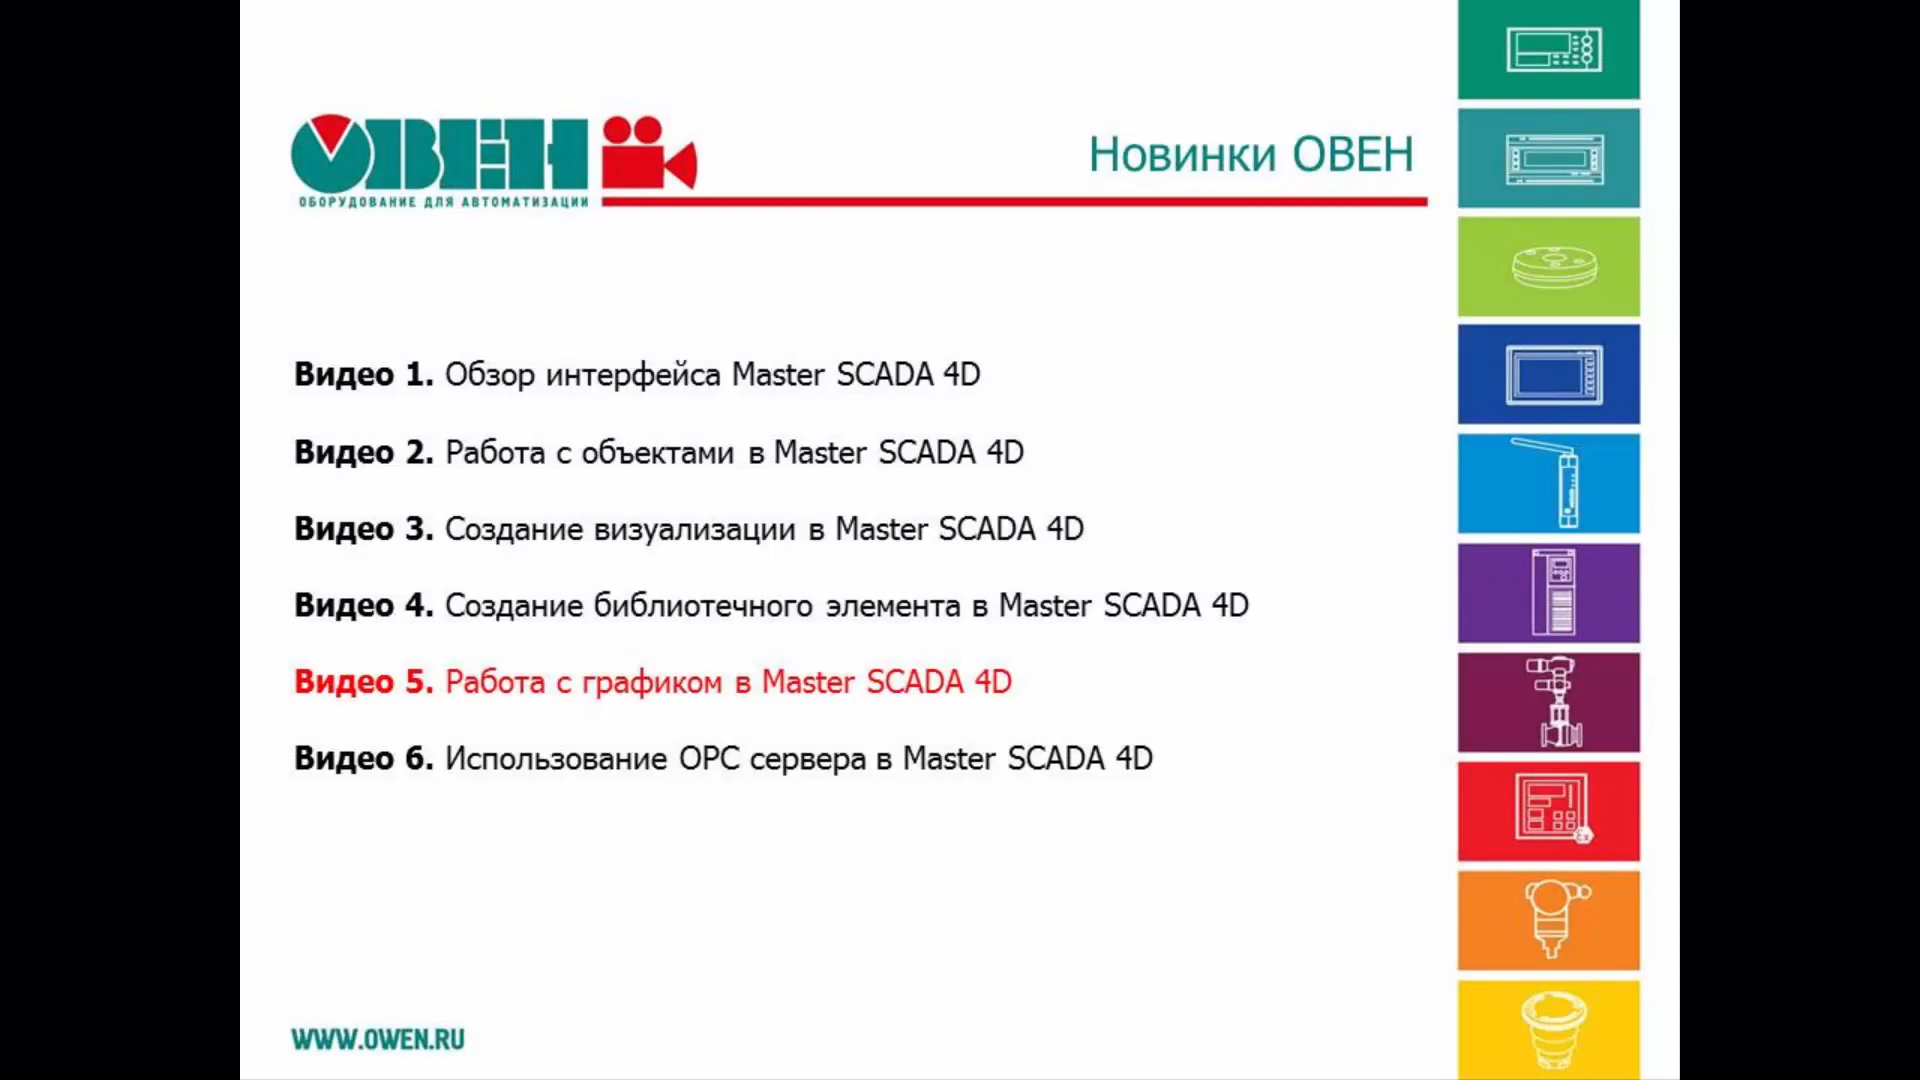 ОВЕН
ОБОРУДОВАНИЕ ДЛЯ АВТОМАТИЗАЦИИ
Новинки ОВЕН
Видео 1. Обзор интерфейса Master SCADA 4D
Видео 2. Работа с объектами в Master SCADA 4D
Видео 3. Создание визуализации в Master SCADA 4D
Видео 4. Создание библиотечного элемента в Master SCADA 4D
Видео 5. Работа с графиком в Master SCADA 4D
Видео 6. Использование OPC сервера в Master SCADA 4D
WWW.OWEN.RU